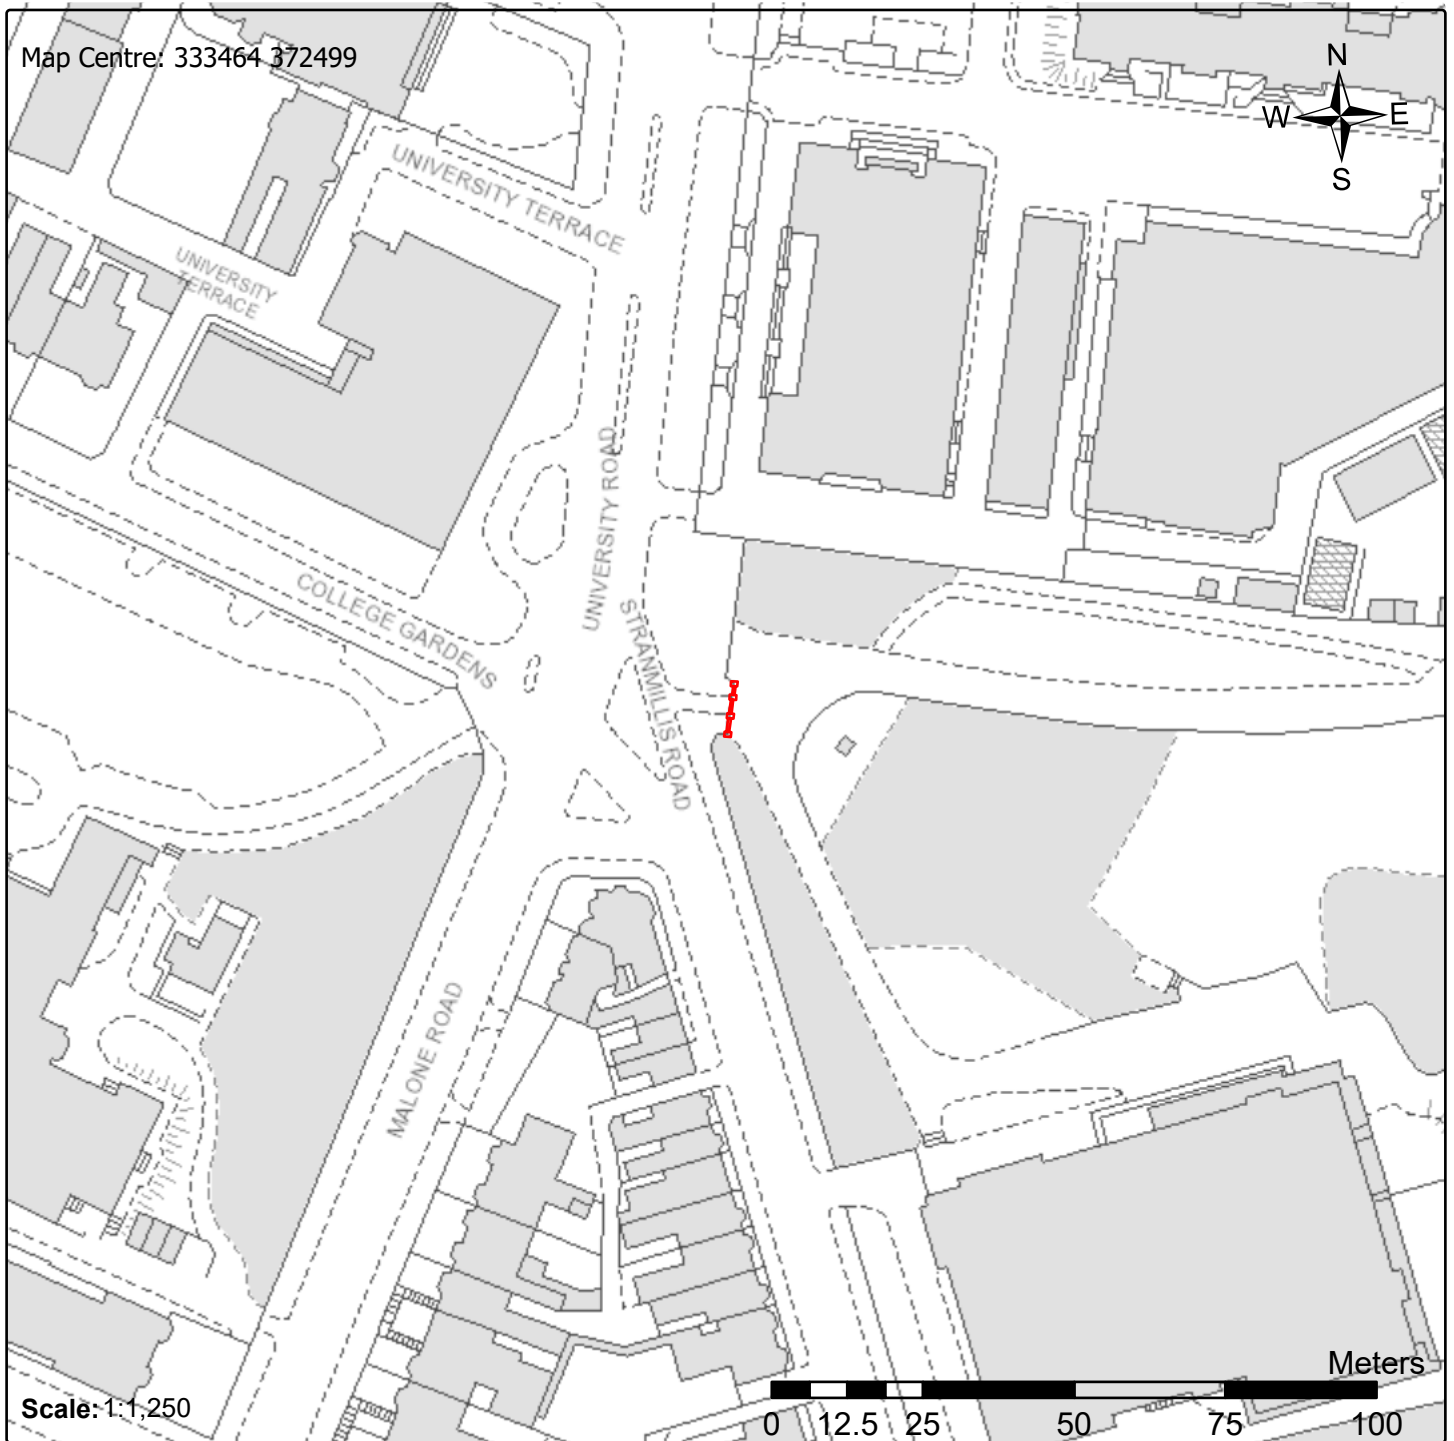 Map Centre: 333464 372499
N
W E
S
UNIVERSITY TERRACE
UNIVERSITY
TERRACE
UNIVERSITY ROAD
COLLEGE GARDENS
STRANMILLIS ROAD
MALONE ROAD
Meters
Scale: 1:1,250
0 12.5 25 50 75 100